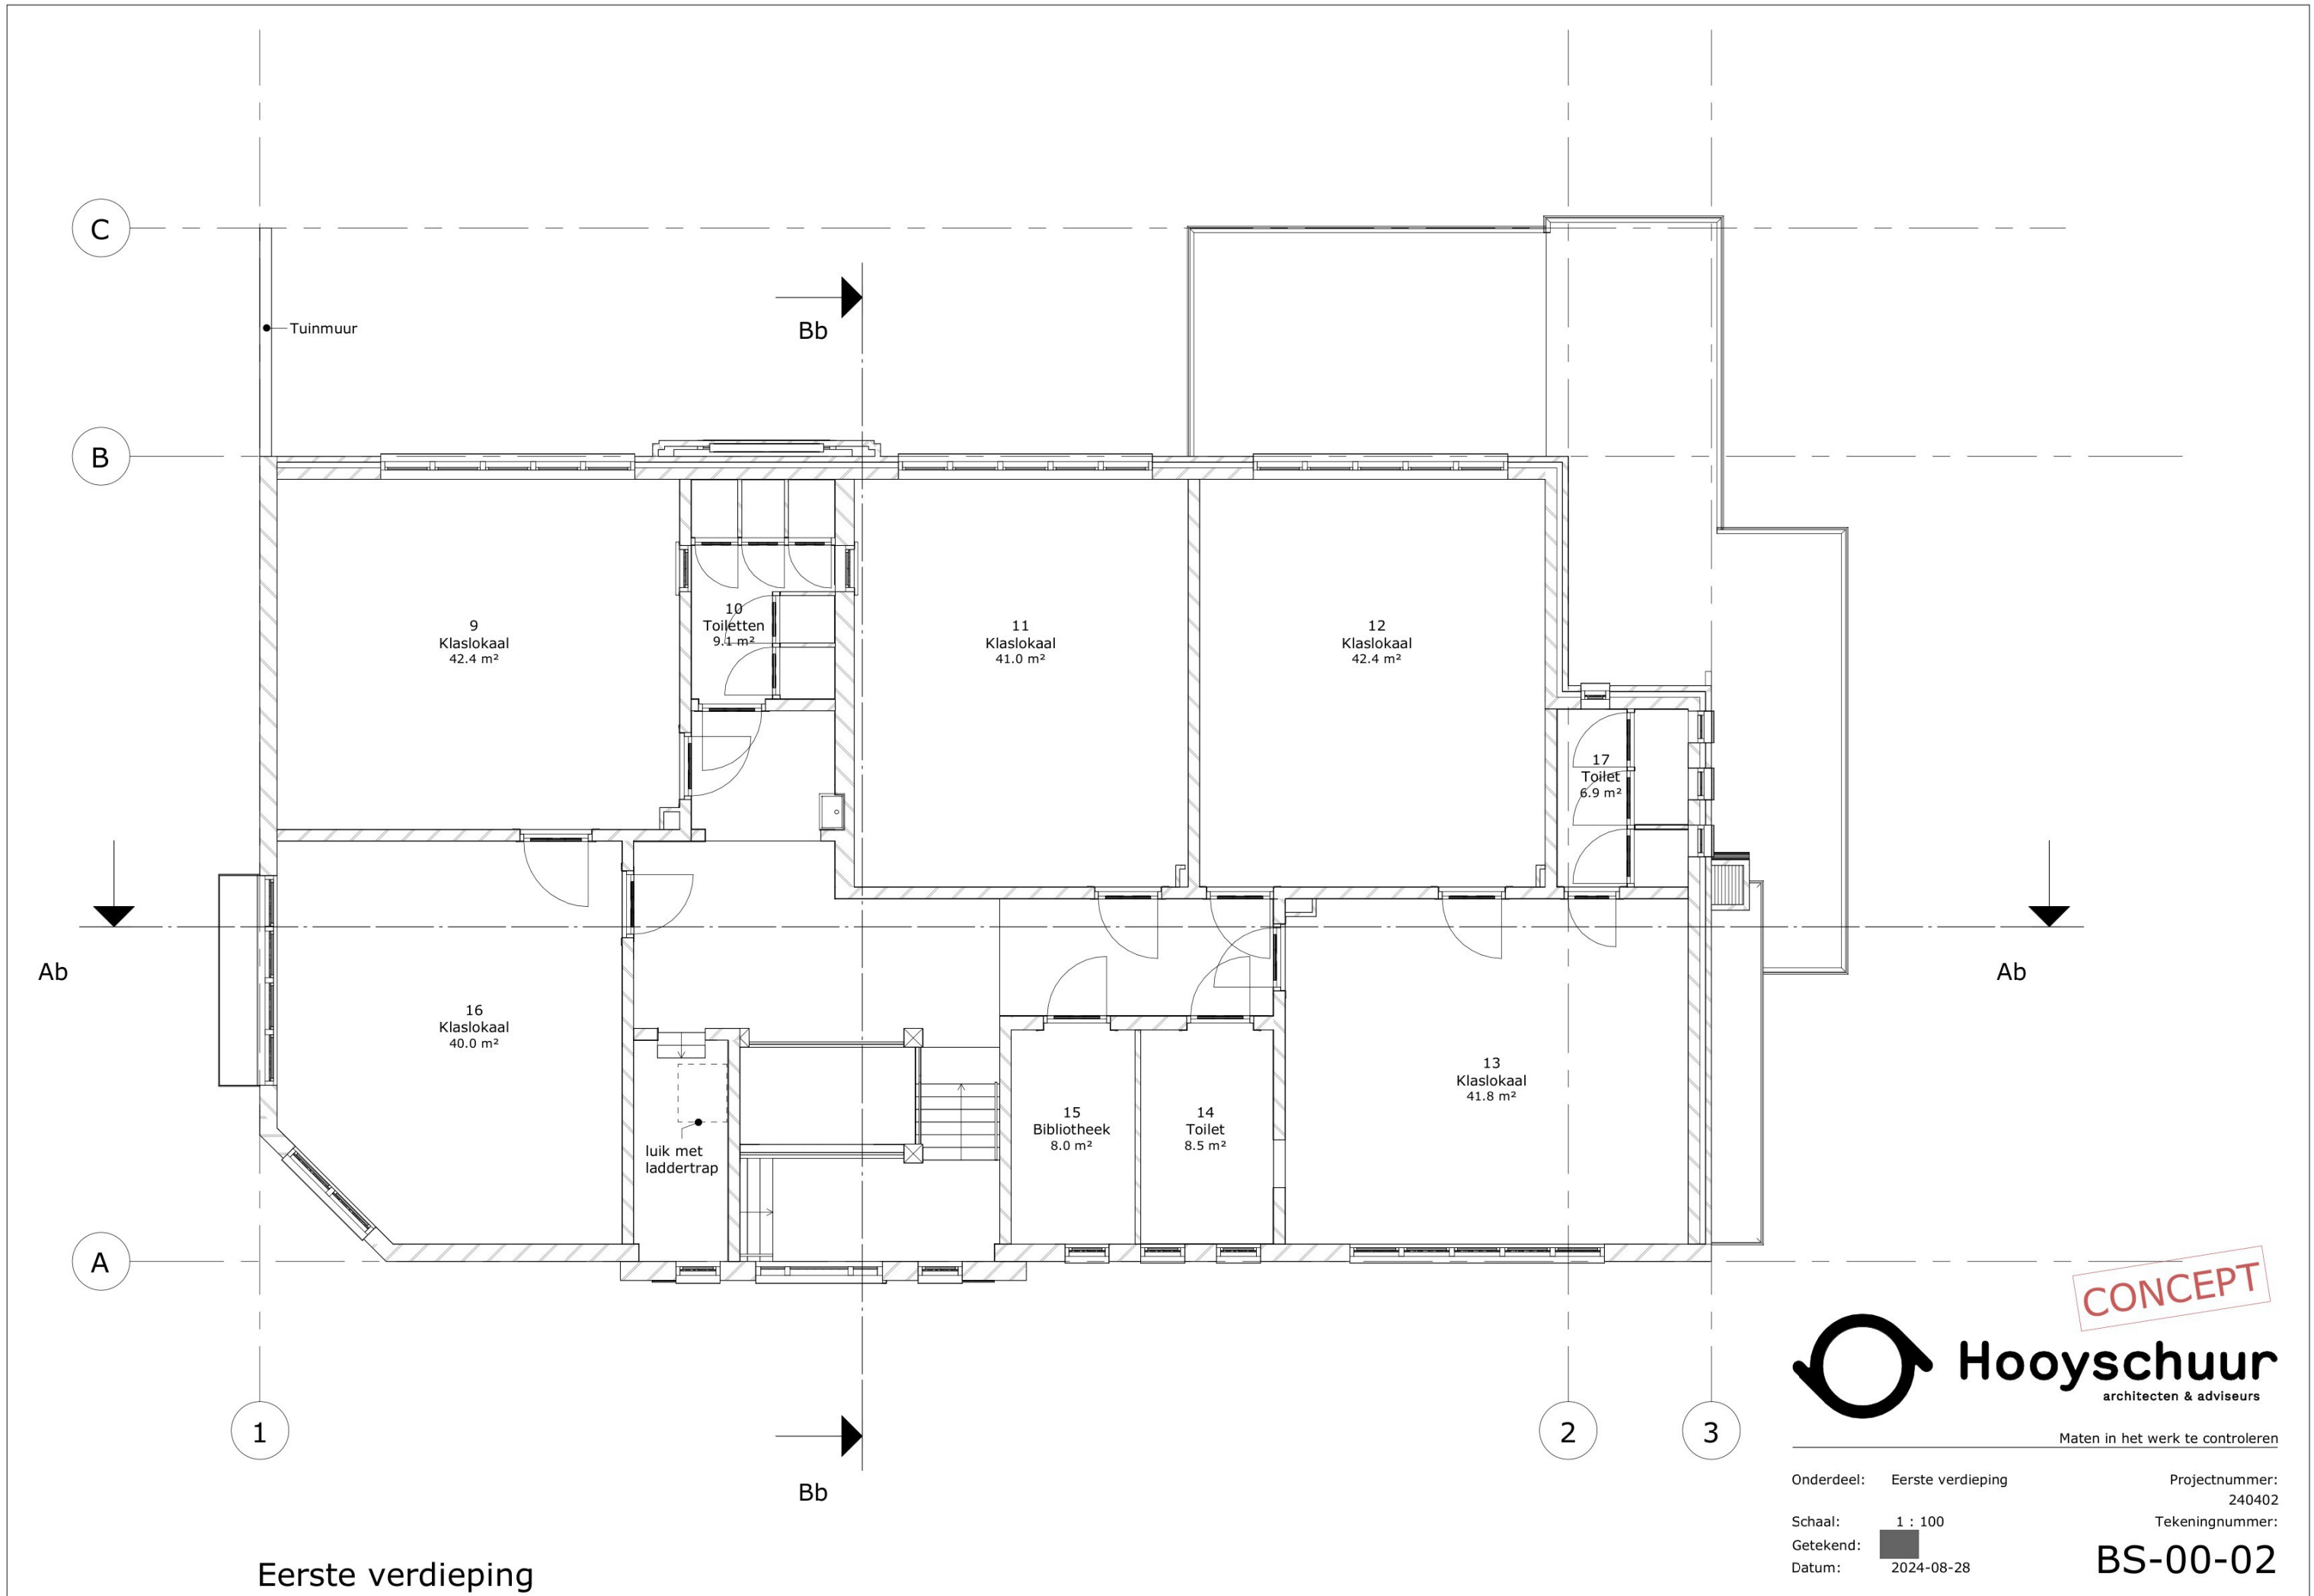 C
Bb
Tuinmuur
B
9
Klaslokaal
42.4 m²
10
Toiletten
9.1 m²
11
Klaslokaal
41.0 m²
12
Klaslokaal
42.4 m²
17
Toilet
6.9 m²
Ab
Ab
16
Klaslokaal
40.0 m²
13
Klaslokaal
41.8 m²
15
Bibliotheek
8.0 m²
14
Toilet
8.5 m²
luik met
laddertrap
A
CONCEPT
Hooyschuur
architecten & adviseurs
1
2
3
Maten in het werk te controleren
Bb
Onderdeel: Eerste verdieping
Projectnummer:
240402
Schaal: 1 : 100
Tekeningnummer:
Getekend:
BS-00-02
Datum: 2024-08-28
Eerste verdieping